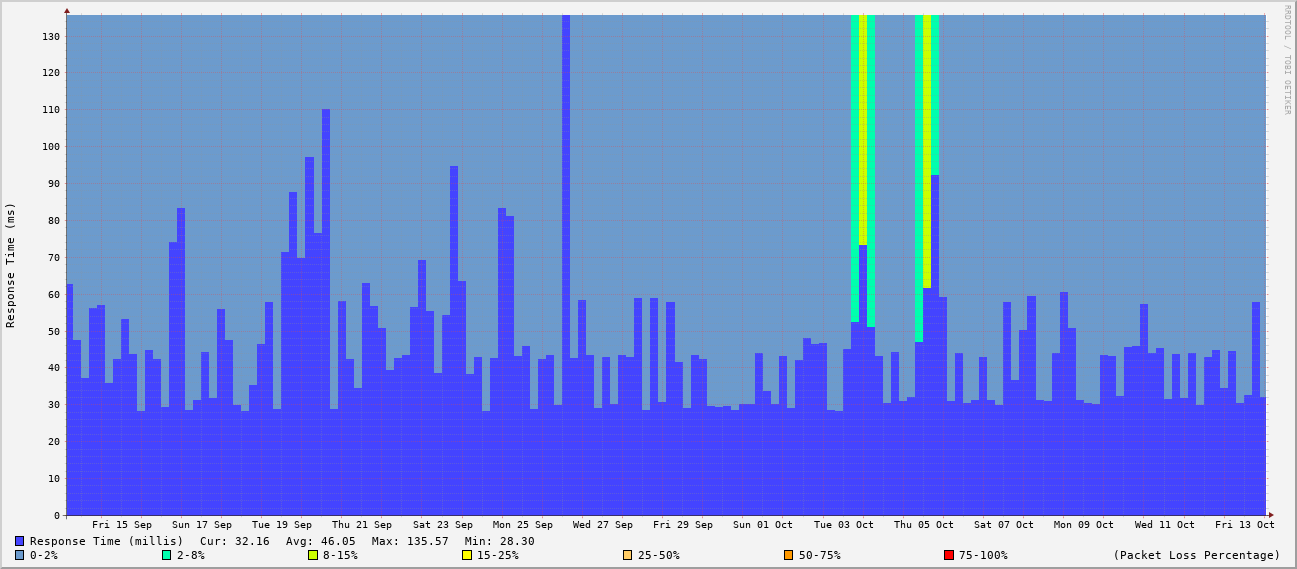 RRDTOOL / TOBI OETIKER
Response Time (ms)
130
120
110
100
90
80
70
60
50
40
30
20
10
0
Fri 15 Sep Sun 17 Sep Tue 19 Sep Thu 21 Sep Sat 23 Sep Mon 25 Sep Wed 27 Sep Fri 29 Sep Sun 01 Oct Tue 03 Oct Thu 05 Oct Sat 07 Oct Mon 09 Oct Wed 11 Oct Fri 13 Oct
Response Time (millis) Cur: 32.16 Avg: 46.05 Max: 135.57 Min: 28.30
0-2% 2-8% 8-15% 15-25% 25-50% 50-75% 75-100% (Packet Loss Percentage)